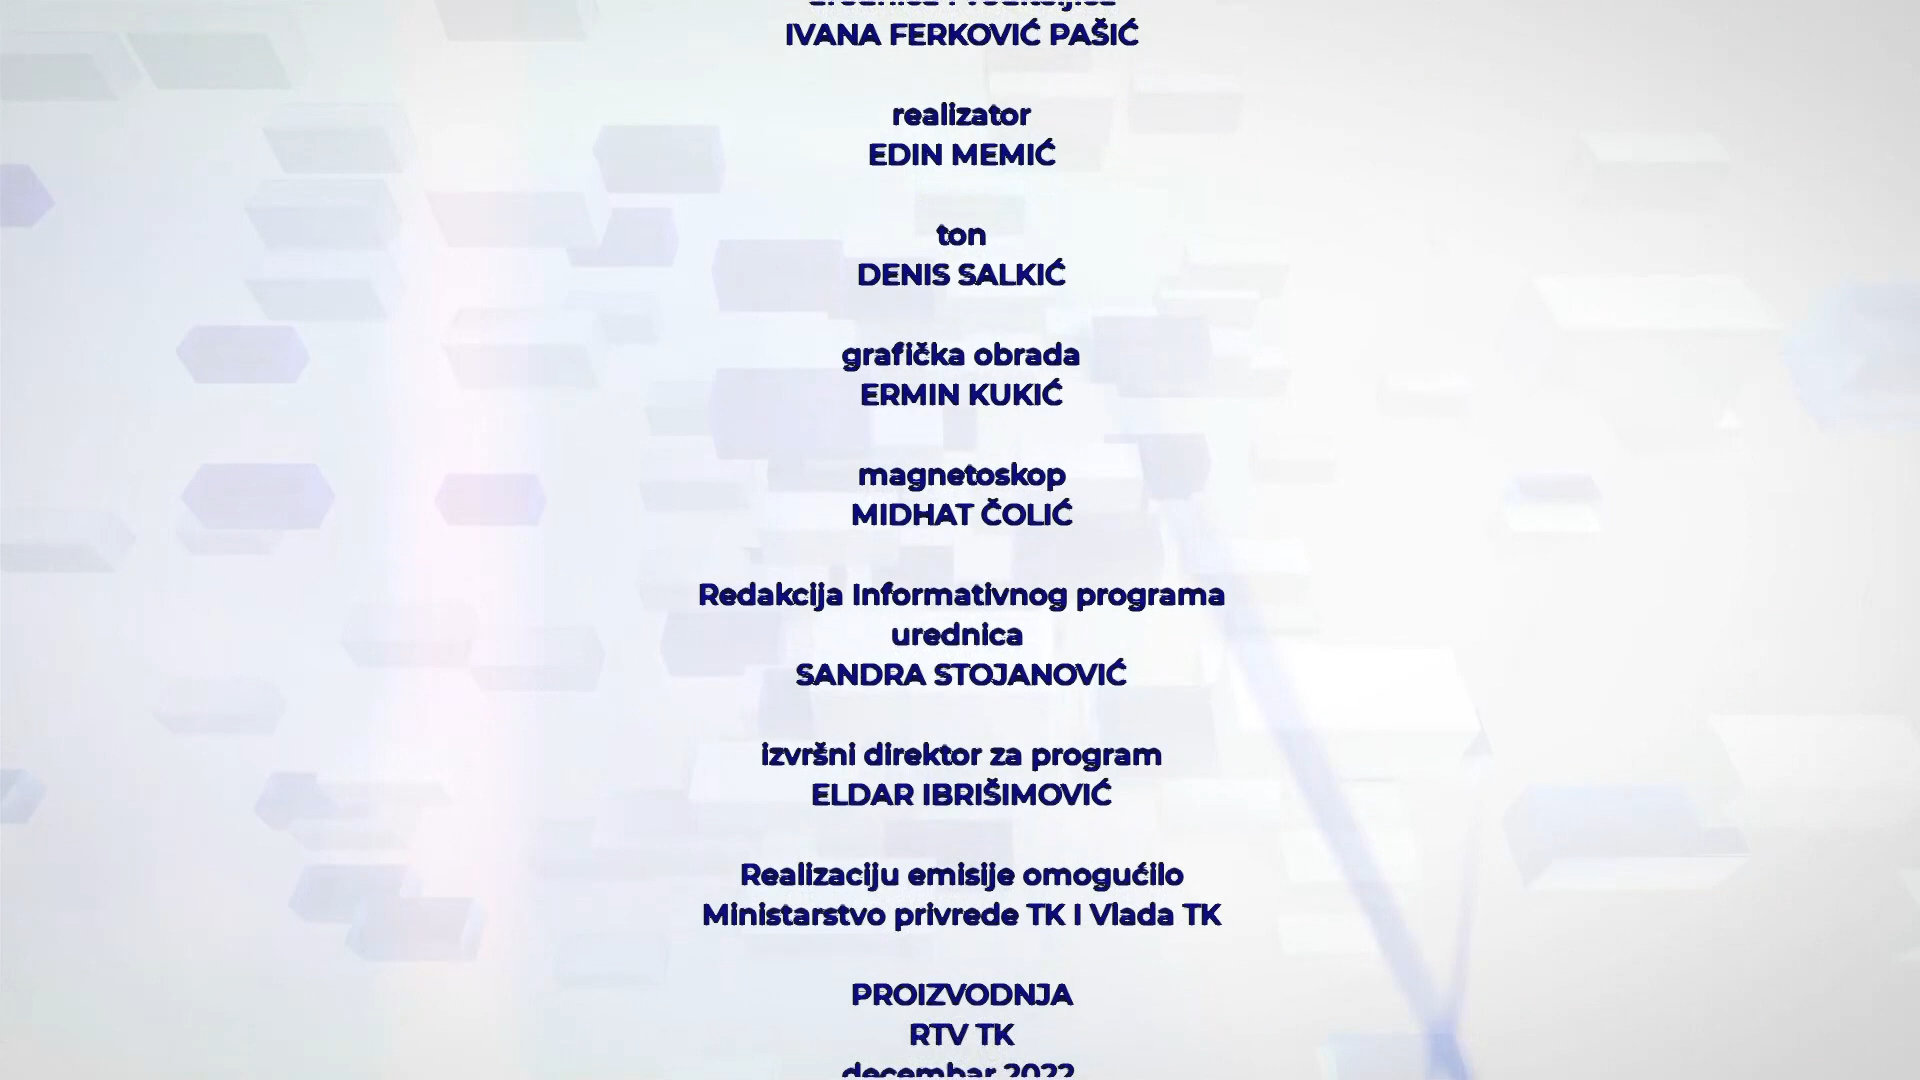 urednica i voditeljica
IVANA FERKOVIĆ PAŠIĆ
realizator
EDIN MEMIĆ
ton
DENIS SALKIĆ
grafička obrada
ERMIN KUKIĆ
magnetoskop
MIDHAT ČOLIĆ
Redakcija Informativnog programa
urednica
SANDRA STOJANOVIĆ
izvršni direktor za program
ELDAR IBRIŠIMOVIĆ
Realizaciju emisije omogućilo
Ministarstvo privrede TK I Vlada TK
PROIZVODNJA
RTV TK
decembar 2022